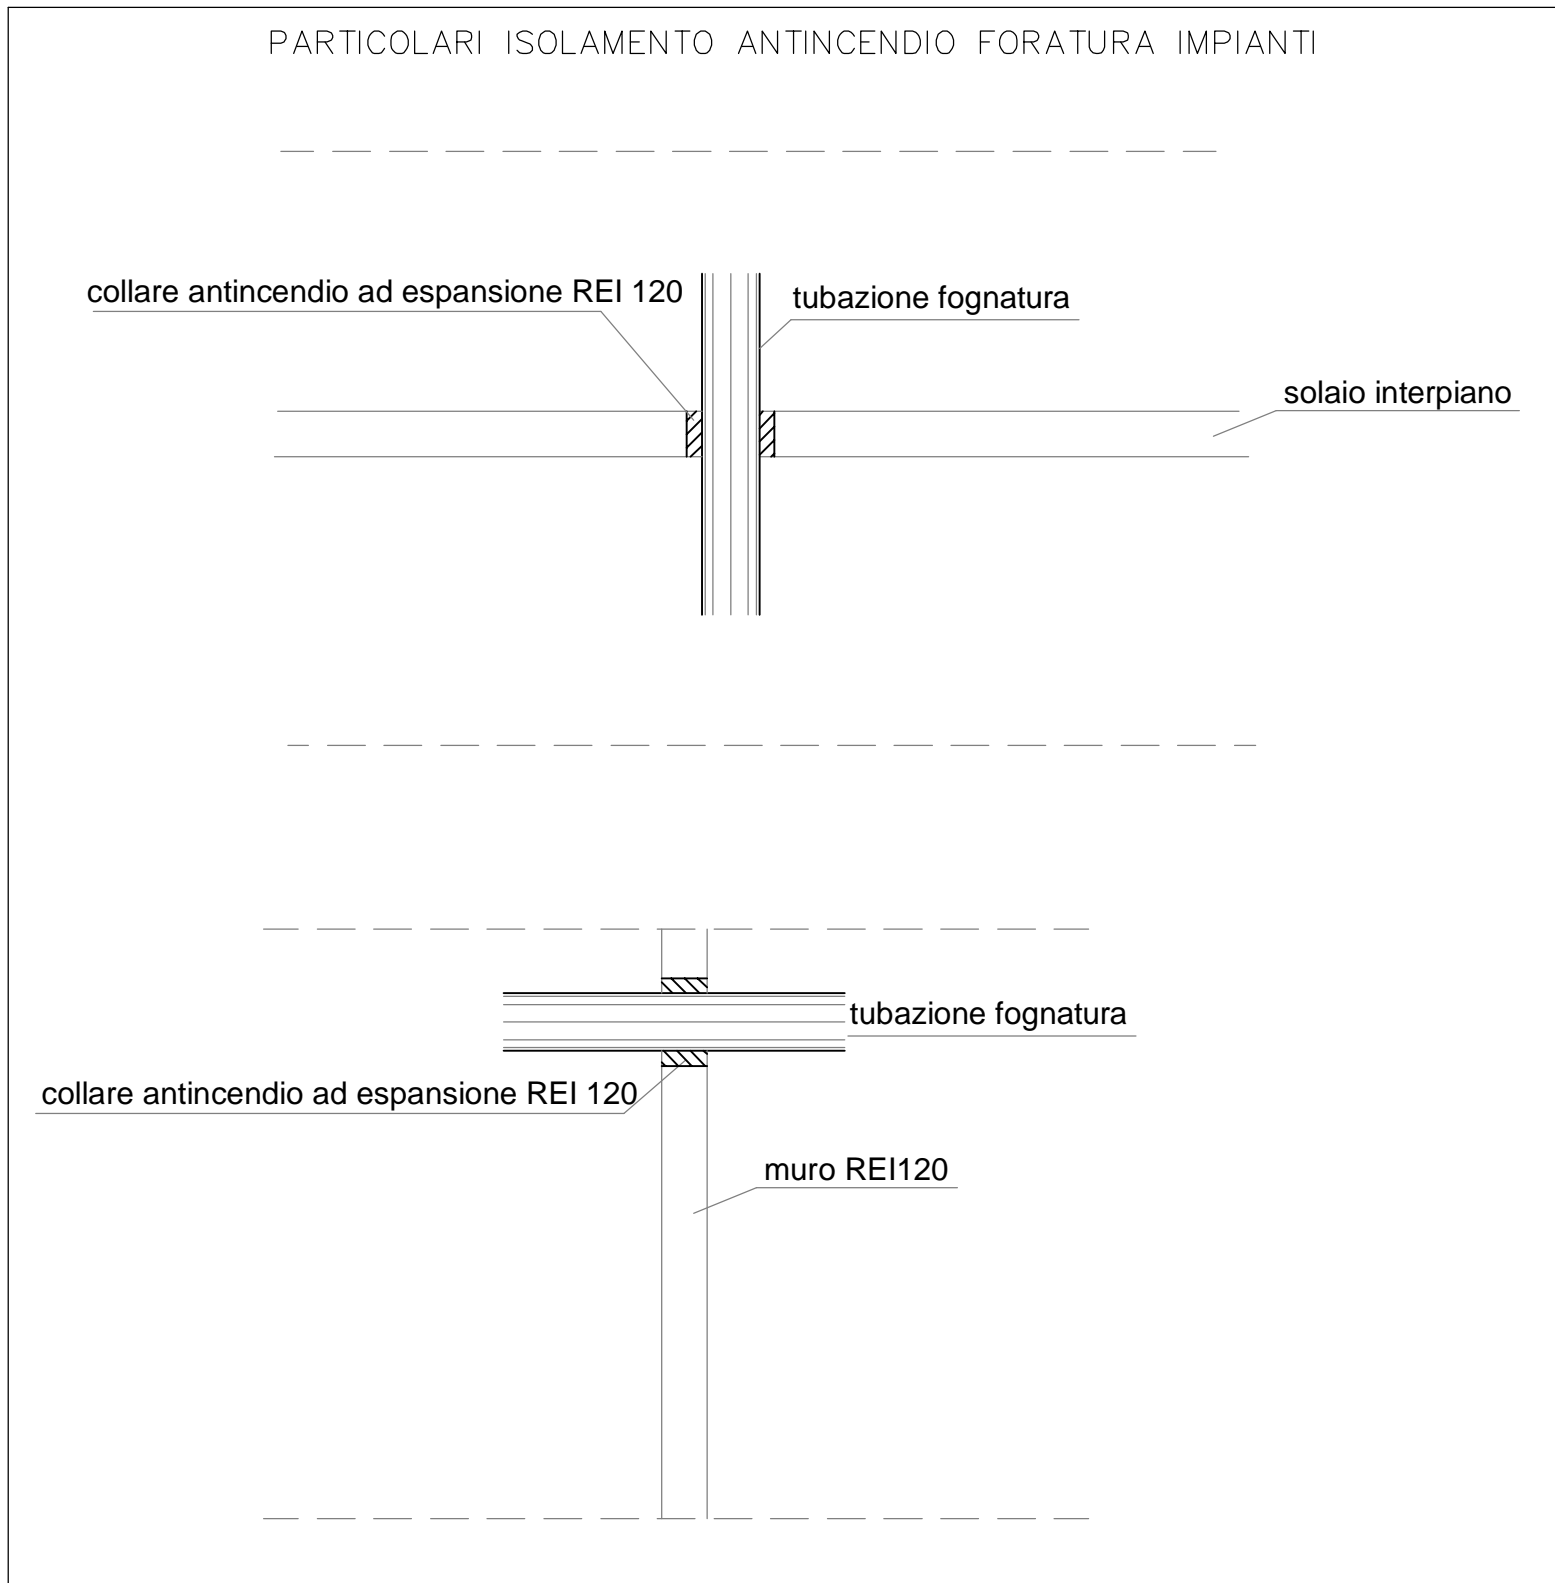 PARTICOLARI ISOLAMENTO ANTINCENDIO FORATURA IMPIANTI
collare antincendio ad espansione REI 120
tubazione fognatura
solaio interpiano
tubazione fognatura
collare antincendio ad espansione REI 120
muro REI120